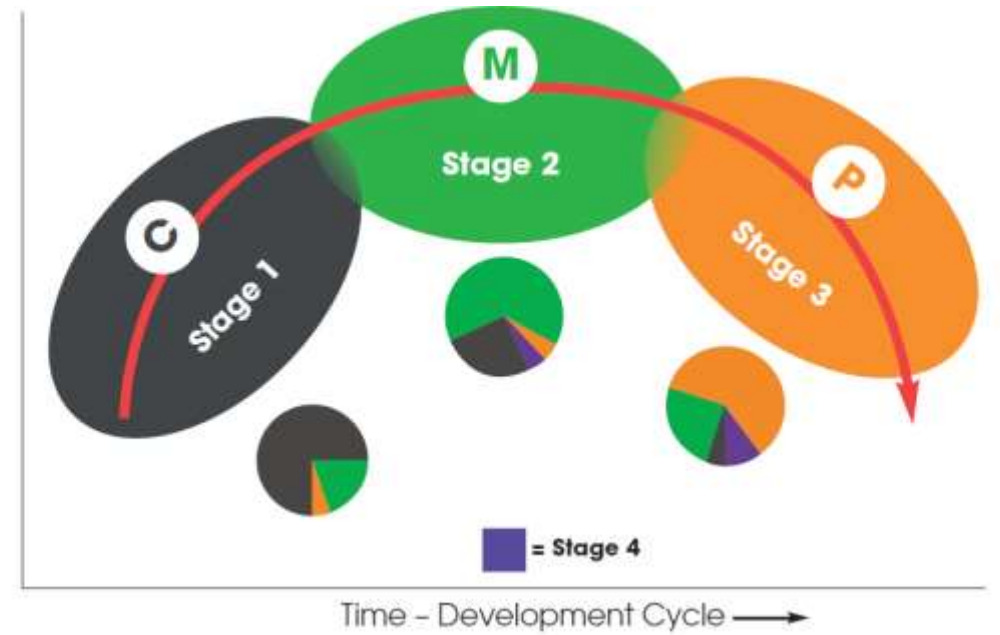 M
Stage 2
C
Stage 1
P
Stage 3
= Stage 4
Time – Development Cycle